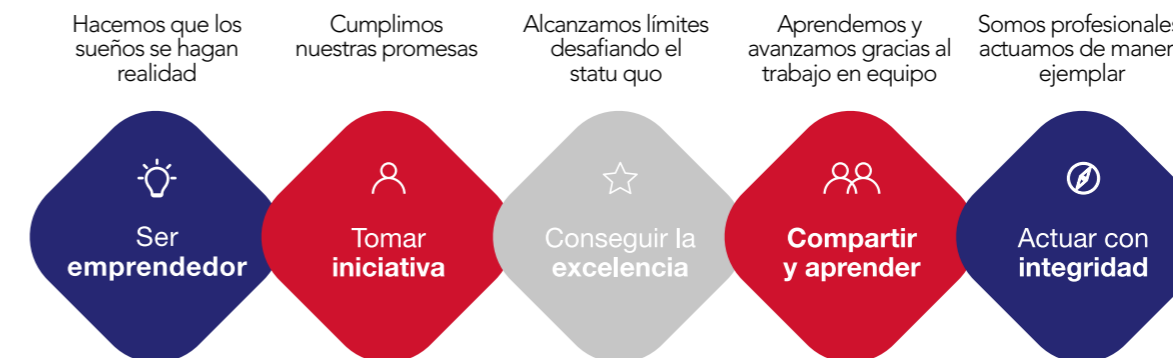 Hacemos que los
sueños se hagan
realidad
Cumplimos
nuestras promesas
Alcanzamos límites
desafiando el
statu quo
Aprendemos y
avanzamos gracias al
trabajo en equipo
Somos profesionales
actuamos de maner
ejemplar
Ser
emprendedor
Tomar
iniciativa
Conseguir la
excelencia
Compartir
y aprender
Actuar con
integridad